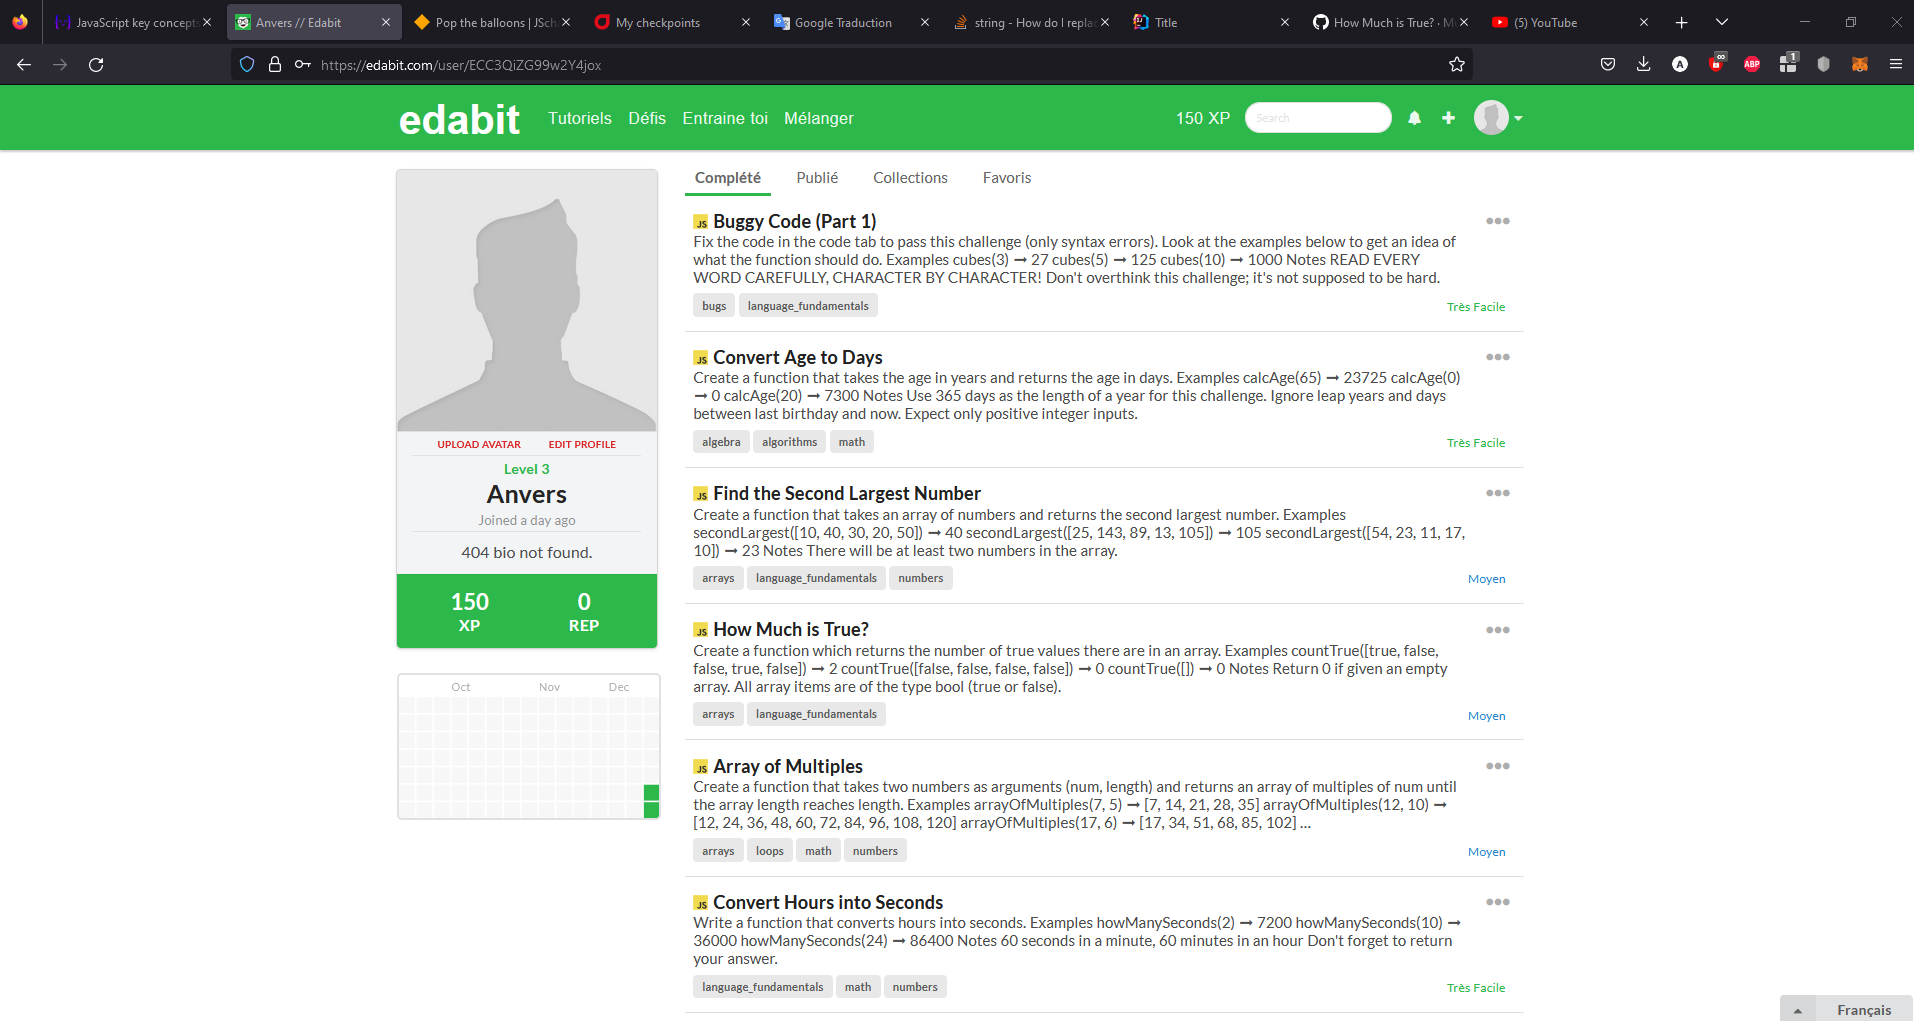 JavaScript key concepts
Anvers // Edabit
Pop the balloons | JSch
My checkpoints
Google Traduction
string - How do I repla
Title
How Much is True? · M
(5) YouTube
https://edabit.com/user/ECC3QiZG99w2Y4jox
A
∞
ABP
1
edabit
Tutoriels Défis Entraine toi Mélanger
150 XP
Search
UPLOAD AVATAR EDIT PROFILE
Level 3
Anvers
Joined a day ago
404 bio not found.
150 0
XP REP
Oct Nov Dec
Complété Publié Collections Favoris
JS Buggy Code (Part 1)
Fix the code in the code tab to pass this challenge (only syntax errors). Look at the examples below to get an idea of
what the function should do. Examples cubes(3) ➞ 27 cubes(5) ➞ 125 cubes(10) ➞ 1000 Notes READ EVERY
WORD CAREFULLY, CHARACTER BY CHARACTER! Don't overthink this challenge; it's not supposed to be hard.
bugs language_fundamentals
Très Facile
JS Convert Age to Days
Create a function that takes the age in years and returns the age in days. Examples calcAge(65) ➞ 23725 calcAge(0)
➞ 0 calcAge(20) ➞ 7300 Notes Use 365 days as the length of a year for this challenge. Ignore leap years and days
between last birthday and now. Expect only positive integer inputs.
algebra algorithms math
Très Facile
JS Find the Second Largest Number
Create a function that takes an array of numbers and returns the second largest number. Examples
secondLargest([10, 40, 30, 20, 50]) ➞ 40 secondLargest([25, 143, 89, 13, 105]) ➞ 105 secondLargest([54, 23, 11, 17,
10]) ➞ 23 Notes There will be at least two numbers in the array.
arrays language_fundamentals numbers
Moyen
JS How Much is True?
Create a function which returns the number of true values there are in an array. Examples countTrue([true, false,
false, true, false]) ➞ 2 countTrue([false, false, false, false]) ➞ 0 countTrue([]) ➞ 0 Notes Return 0 if given an empty
array. All array items are of the type bool (true or false).
arrays language_fundamentals
Moyen
JS Array of Multiples
Create a function that takes two numbers as arguments (num, length) and returns an array of multiples of num until
the array length reaches length. Examples arrayOfMultiples(7, 5) ➞ [7, 14, 21, 28, 35] arrayOfMultiples(12, 10) ➞
[12, 24, 36, 48, 60, 72, 84, 96, 108, 120] arrayOfMultiples(17, 6) ➞ [17, 34, 51, 68, 85, 102] ...
arrays loops math numbers
Moyen
JS Convert Hours into Seconds
Write a function that converts hours into seconds. Examples howManySeconds(2) ➞ 7200 howManySeconds(10) ➞
36000 howManySeconds(24) ➞ 86400 Notes 60 seconds in a minute, 60 minutes in an hour Don't forget to return
your answer.
language_fundamentals math numbers
Très Facile
Français